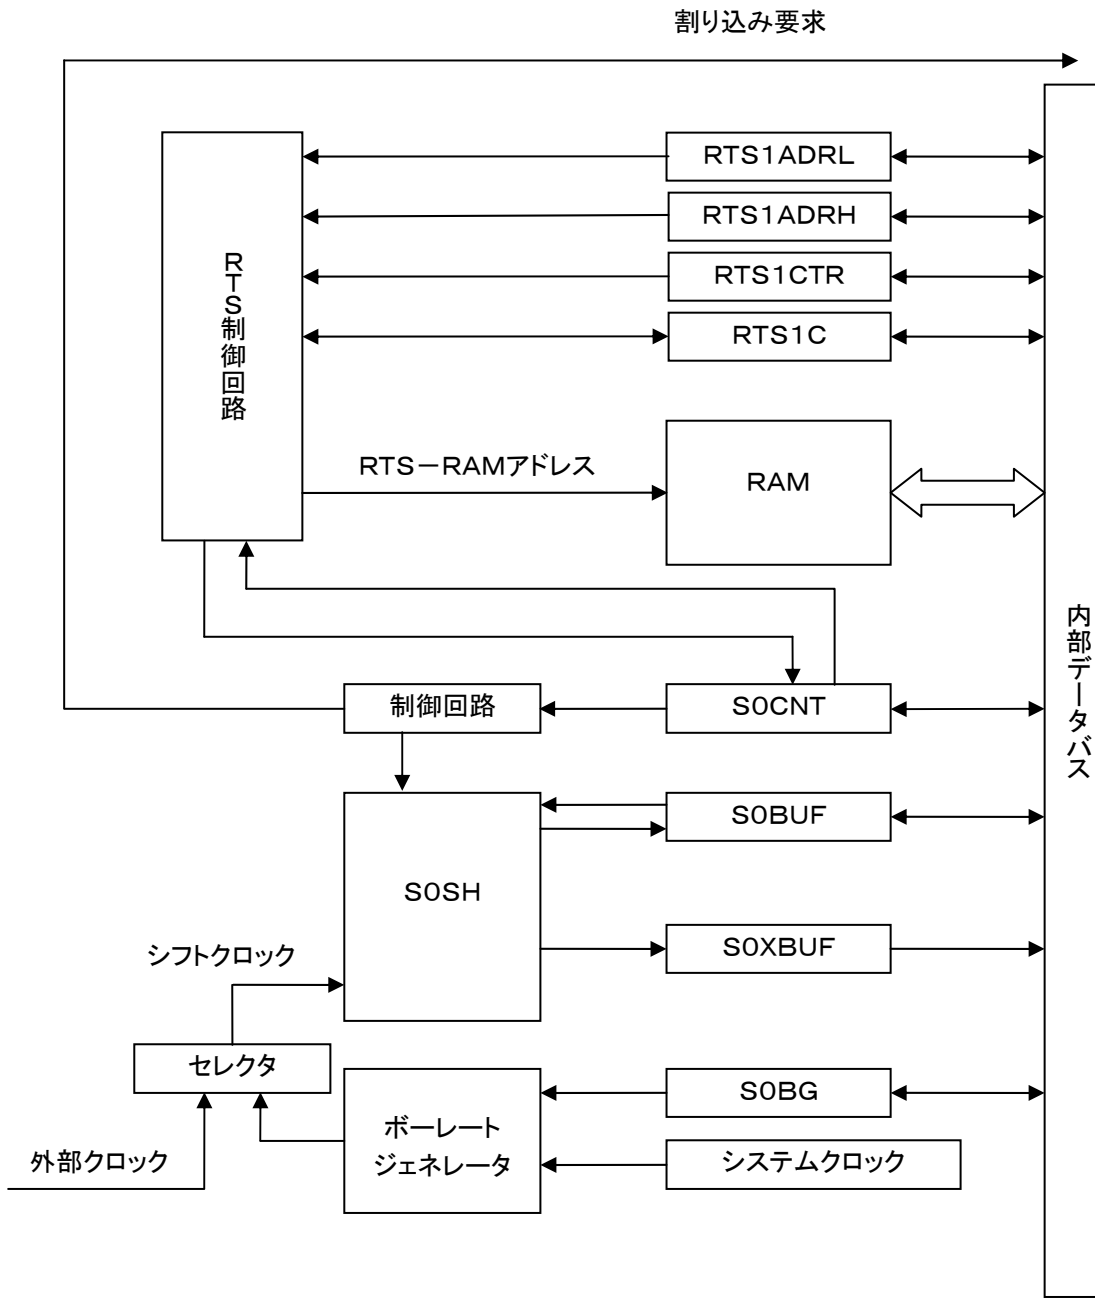 割り込み要求
RTS1ADRL
RTS1ADRH
RTS1CTR
RTS1C
RTS制御回路
RTS－RAMアドレス
RAM
内部データバス
制御回路
S0CNT
S0BUF
S0SH
S0XBUF
シフトクロック
セレクタ
S0BG
ボーレート
ジェネレータ
外部クロック
システムクロック